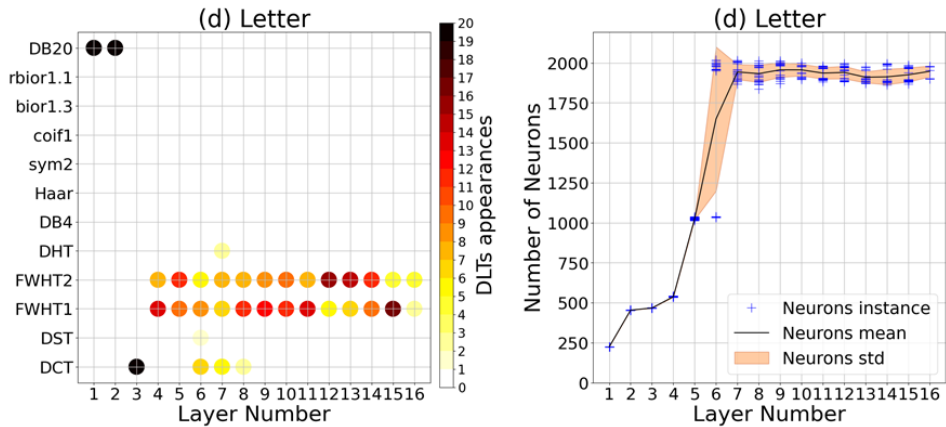 (d) Letter
DB20
rbior1.1
bior1.3
coif1
sym2
Haar
DB4
DHT
FWHT2
FWHT1
DST
DCT
1 2 3 4 5 6 7 8 9 10 11 12 13 14 15 16
Layer Number
20
19
18
17
16
15
14
13
12
11
10
9
8
7
6
5
4
3
2
1
0
DLTs appearances
(d) Letter
Number of Neurons
2000
1750
1500
1250
1000
750
500
250
0
Neurons instance
Neurons mean
Neurons std
1 2 3 4 5 6 7 8 9 10 11 12 13 14 15 16
Layer Number